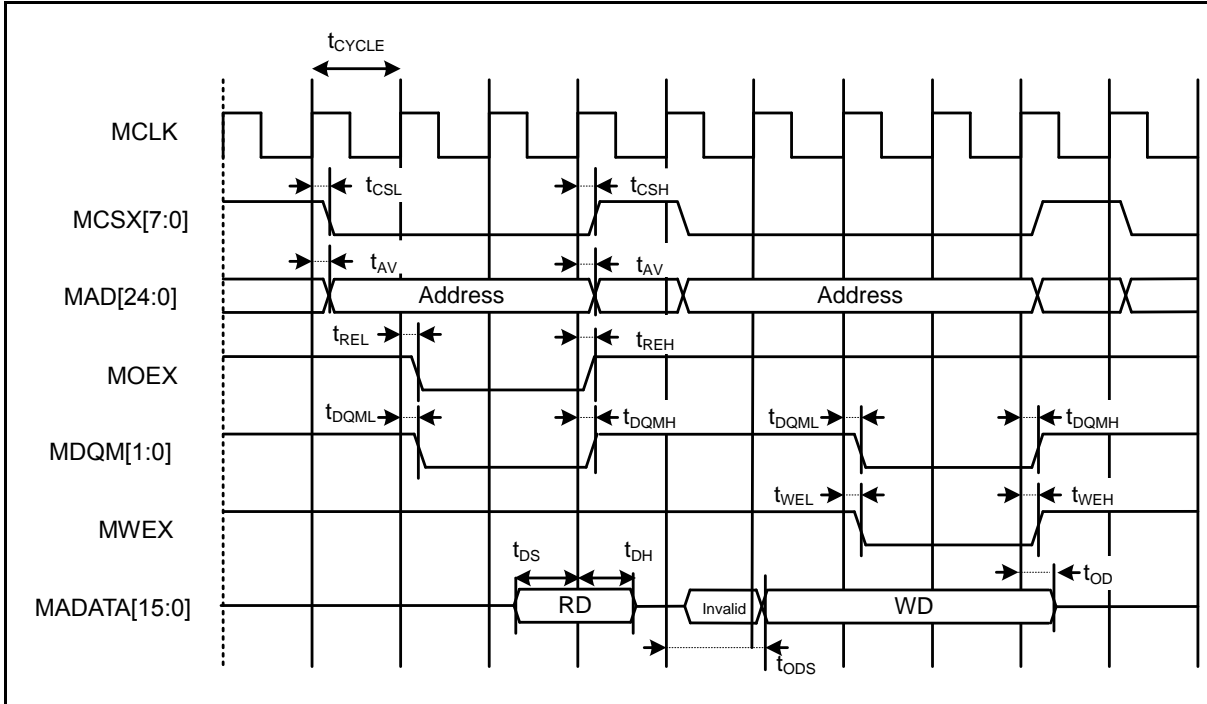 tCYCLE
MCLK
tCSL tCSH
MCSX[7:0]
tAV tAV
MAD[24:0] Address Address
tREL tREH
MOEX
tDQML tDQMH tDQML tDQMH
MDQM[1:0]
tWEL tWEH
MWEX
tDS tDH tOD
MADATA[15:0] RD Invalid WD
tODS